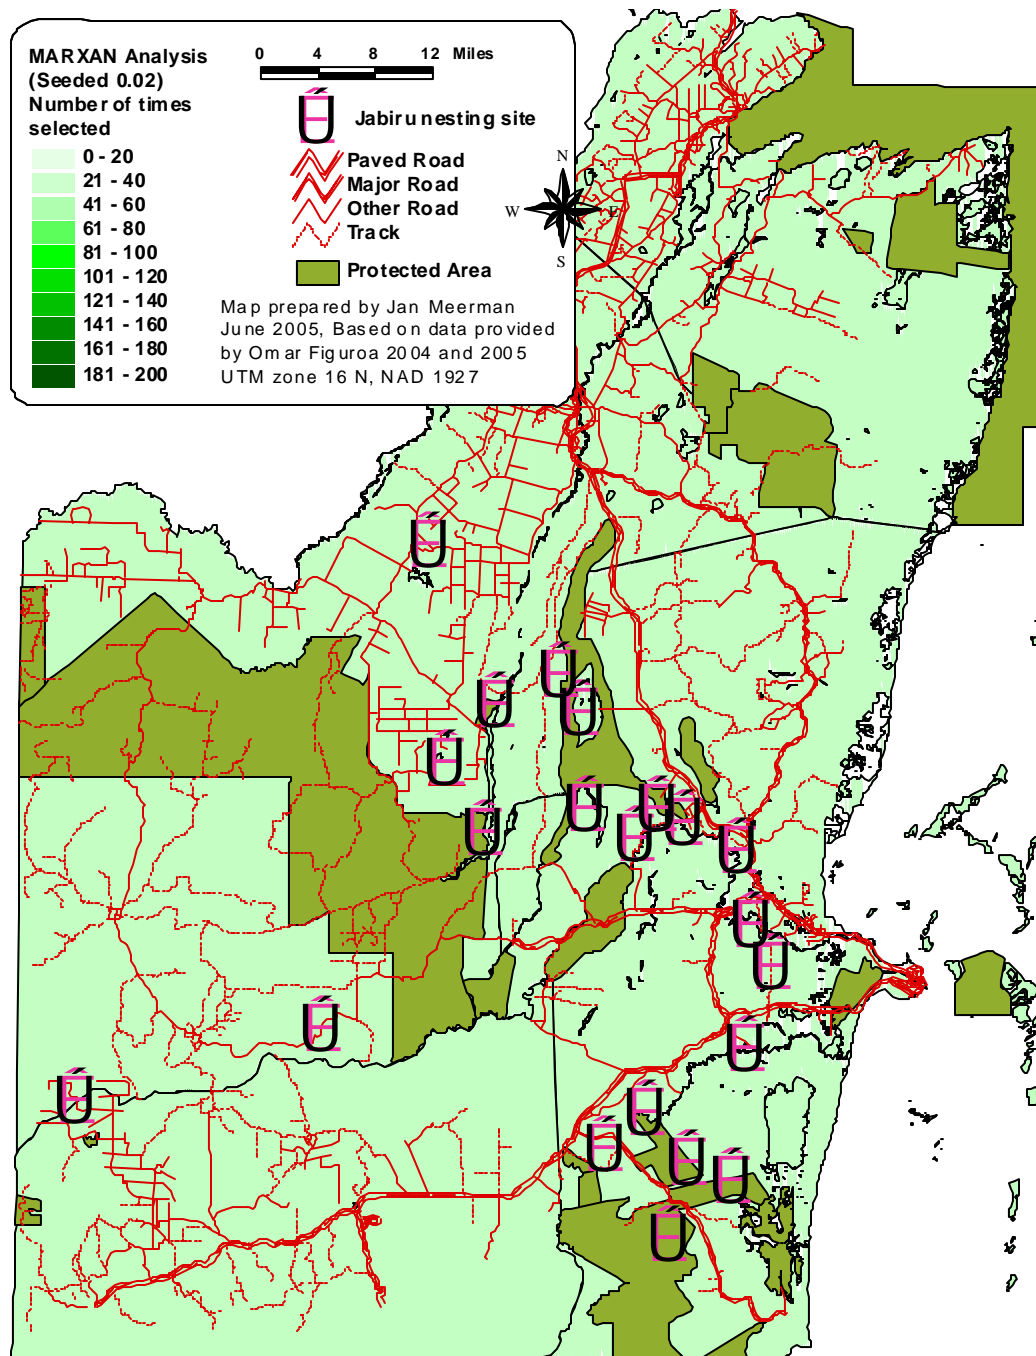 MARXAN Analysis
(Seeded 0.02)
Number of times
selected
0 - 20
21 - 40
41 - 60
61 - 80
81 - 100
101 - 120
121 - 140
141 - 160
161 - 180
181 - 200
0 4 8 12 Miles
Jabiru nesting site
Paved Road
Major Road
Other Road
Track
Protected Area
Map prepared by Jan Meerman
June 2005, Based on data provided
by Omar Figuroa 2004 and 2005
UTM zone 16 N, NAD 1927
N
W E
S